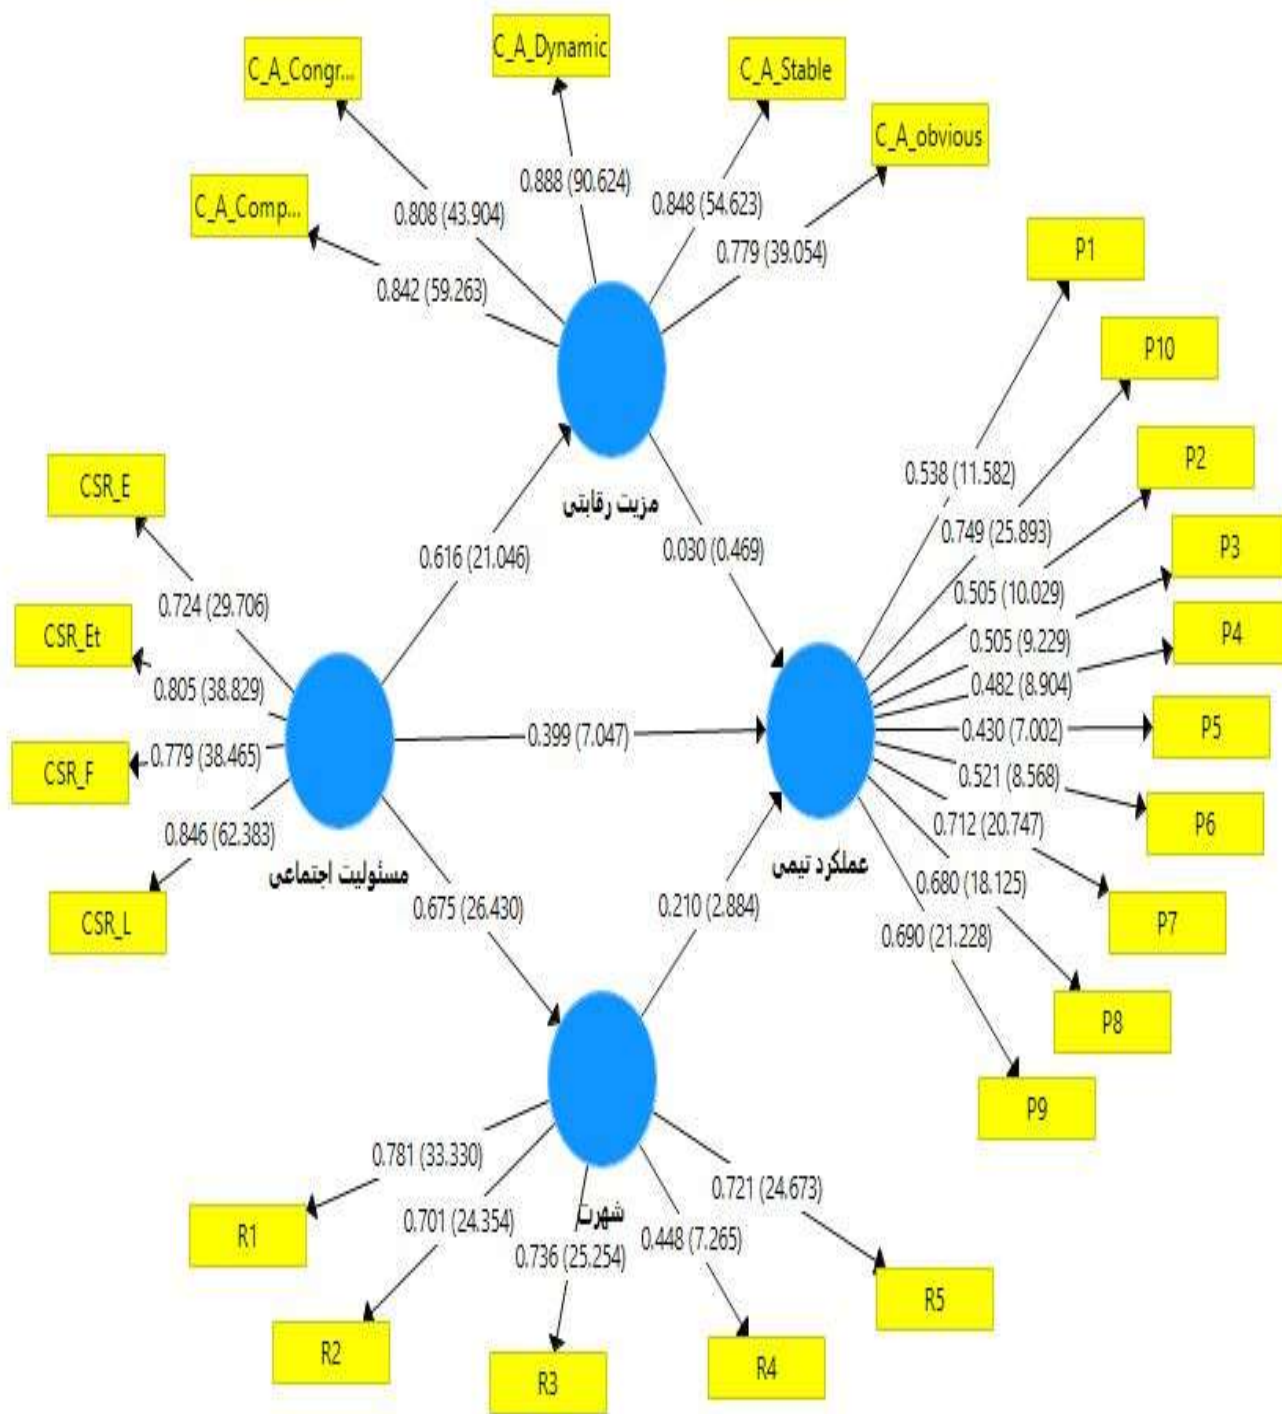 C_A_Dynamic
C_A_Congr...
C_A_Stable
C_A_obvious
C_A_Comp...
0.888 (90.624)
0.808 (43.904)
0.848 (54.623)
0.779 (39.054)
0.842 (59.263)
P1
P10
P2
P3
P4
P5
P6
P7
P8
P9
0.538 (11.582)
0.749 (25.893)
0.505 (10.029)
0.505 (9.229)
0.482 (8.904)
0.430 (7.002)
0.521 (8.568)
0.712 (20.747)
0.680 (18.125)
0.690 (21.228)
مزیت رقابتی
0.616 (21.046)
0.030 (0.469)
CSR_E
CSR_Et
CSR_F
CSR_L
0.724 (29.706)
0.805 (38.829)
0.779 (38.465)
0.846 (62.383)
0.399 (7.047)
مسئولیت اجتماعی
عملکرد تیمی
0.675 (26.430)
0.210 (2.884)
شهرت
0.781 (33.330)
0.701 (24.354)
0.736 (25.254)
0.448 (7.265)
0.721 (24.673)
R1
R2
R3
R4
R5